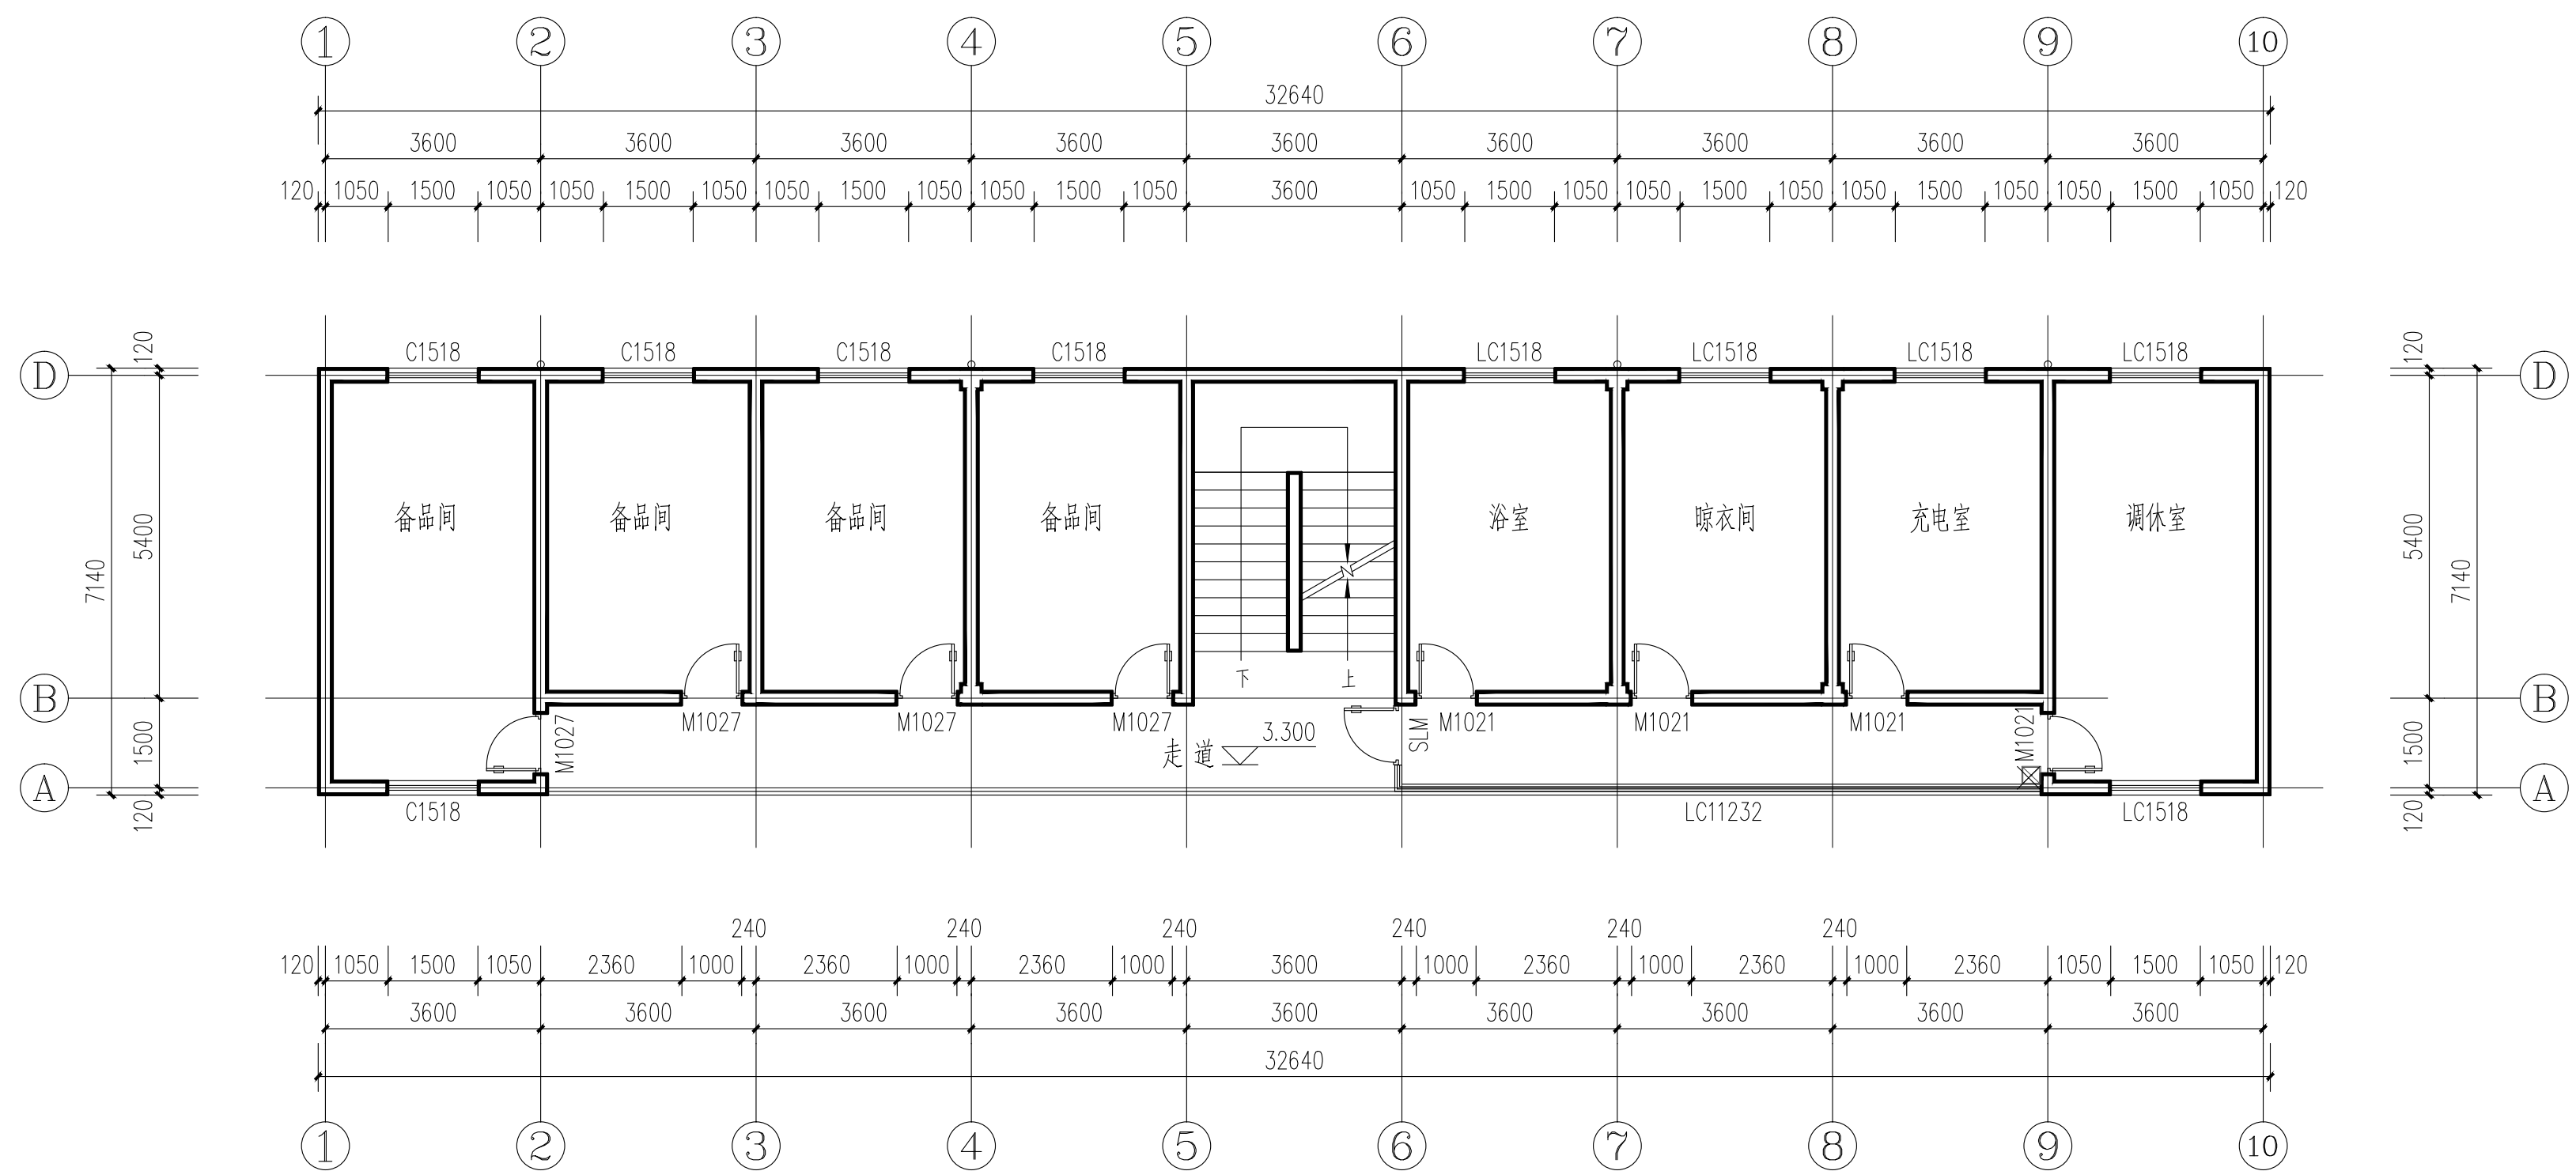 1 2 3 4 5 6 7 8 9 10
32640
3600 3600 3600 3600 3600 3600 3600 3600 3600
120 1050 1500 1050 1050 1500 1050 1050 1500 1050 1050 1500 1050 3600 1050 1500 1050 1050 1500 1050 1050 1500 1050 1050 1500 1050 120
C1518 C1518 C1518 C1518 LC1518 LC1518 LC1518 LC1518
D 120 120 D
7140 5400 5400 7140
备品间 备品间 备品间 备品间 浴室 晾衣间 充电室 调休室
下 上
B B
M1027 M1027 M1027 M1027 SLM M1021 M1021 M1021 M1021
走道 3.300
1500 1500
A A
120 120
C1518 LC11232 LC1518
240 240 240 240 240 240
120 1050 1500 1050 2360 1000 2360 1000 2360 1000 3600 1000 2360 1000 2360 1000 2360 1050 1500 1050 120
3600 3600 3600 3600 3600 3600 3600 3600 3600
32640
1 2 3 4 5 6 7 8 9 10